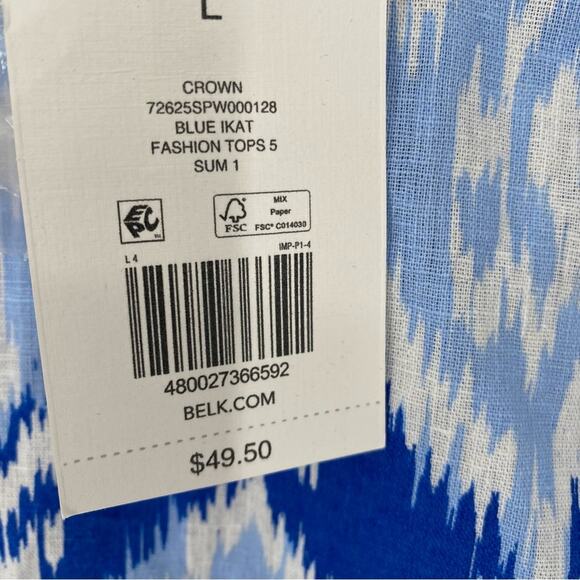 L
CROWN
72625SPW000128
BLUE IKAT
FASHION TOPS 5
SUM 1
EPC
MIX
Paper
FSC
FSC® C014030
L 4
IMP-P1-4
480027366592
BELK.COM
$49.50